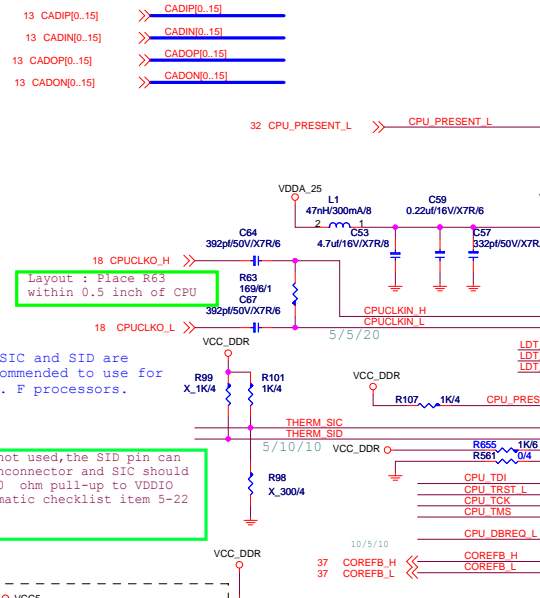 13 CADIP[0..15] CADIP[0..15]
13 CADIN[0..15] CADIN[0..15]
13 CADOP[0..15] CADOP[0..15]
13 CADON[0..15] CADON[0..15]
32 CPU_PRESENT_L CPU_PRESENT_L
VDDA_25
L1
47nH/300mA/8
2 1
C59
0.22uf/16V/X7R/6
C53
4.7uf/16V/X7R/8
C57
332pf/50V/X7R
C64
392pf/50V/X7R/6
18 CPUCLKO_H
Layout : Place R63
within 0.5 inch of CPU
R63
169/6/1
C67
392pf/50V/X7R/6
CPUCLKIN_H
18 CPUCLKO_L
CPUCLKIN_L
5/5/20
VCC_DDR
SIC and SID are
ommended to use for
. F processors.
LDT
LDT
LDT
R99
X_1K/4
R101
1K/4
VCC_DDR
R107 1K/4
CPU_PRES
THERM_SIC
THERM_SID
5/10/10
VCC_DDR
R655 1K/6
R561 0/4
not used,the SID pin can
nconnector and SIC should
0 ohm pull-up to VDDIO
matic checklist item 5-22
R98
X_300/4
CPU_TDI
CPU_TRST_L
CPU_TCK
CPU_TMS
CPU_DBREQ_L
10/5/10
VCC_DDR
37 COREFB_H COREFB_H
37 COREFB_L COREFB_L
VCC5